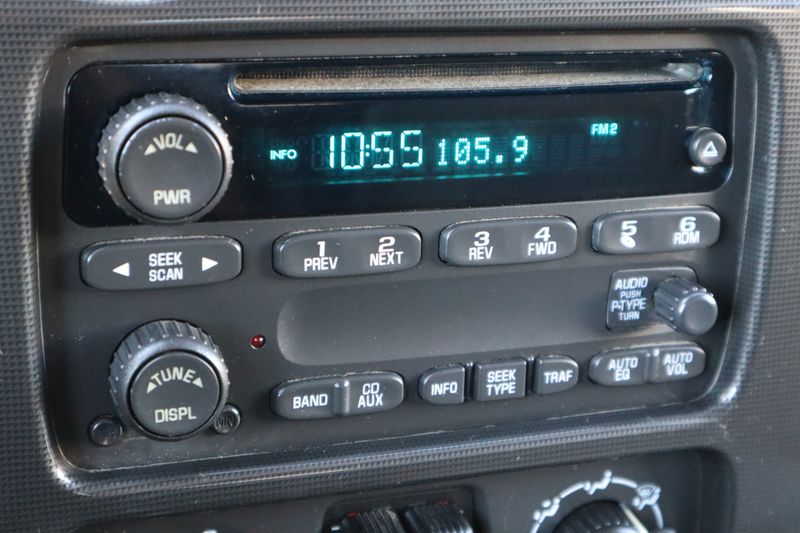 VOL
PWR
INFO 10:55 105.9 FM2
SEEK
SCAN
1 PREV
2 NEXT
3 REV
4 FWD
5
6 RDM
AUDIO
PUSH
P-TYPE
TURN
TUNE
DISPL
HR
MIN
BAND
CD
AUX
INFO
SEEK
TYPE
TRAF
AUTO
EQ
AUTO
VOL